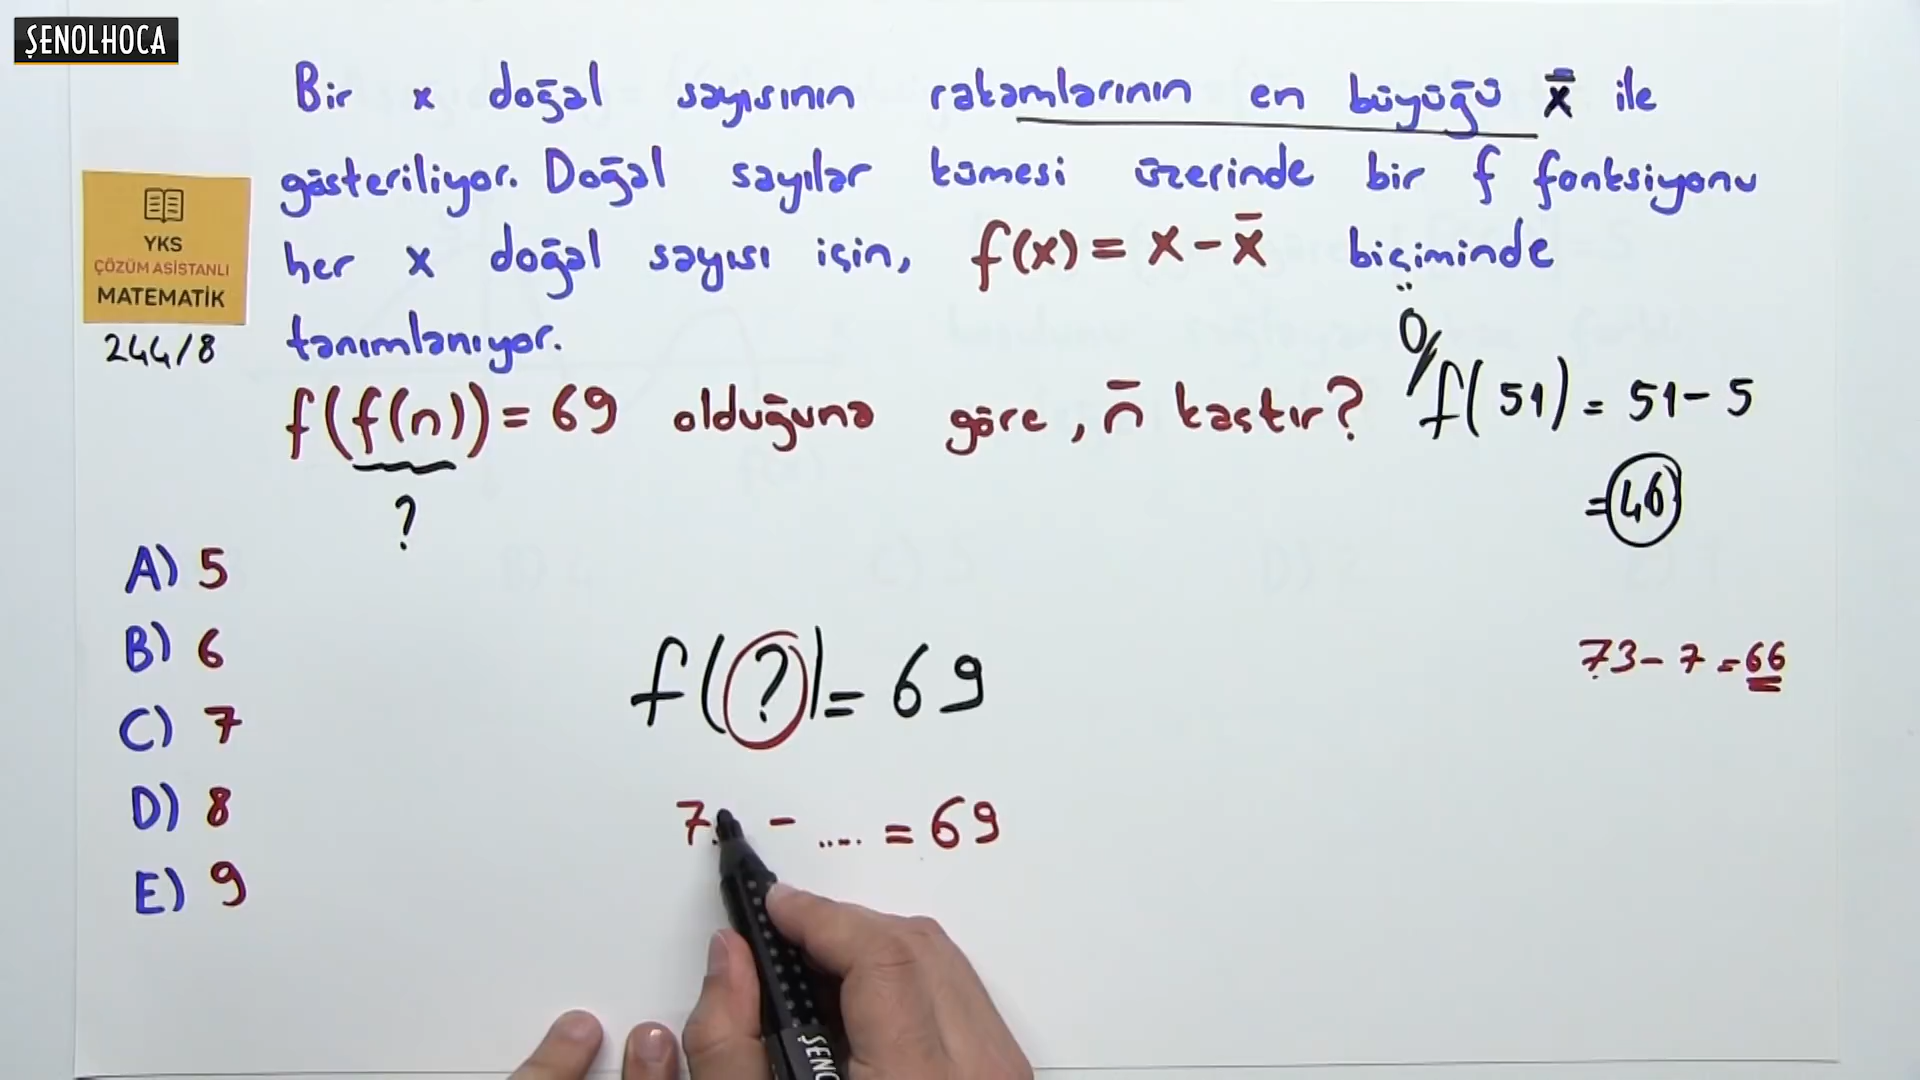 ŞENOLHOCA
Bir x doğal sayısının rakamlarının en büyüğü x̄ ile
gösteriliyor. Doğal sayılar kümesi üzerinde bir f fonksiyonu
her x doğal sayısı için, f(x) = x - x̄ biçiminde
tanımlanıyor.
f(f(n)) = 69 olduğuna göre, n̄ kaçtır?
?
YKS
ÇÖZÜM ASİSTANLI
MATEMATİK
244/8
f(51) = 51 - 5
= 46
A) 5
B) 6
C) 7
D) 8
E) 9
73 - 7 = 66
f(?) = 69
7. - .... = 69
ŞENO